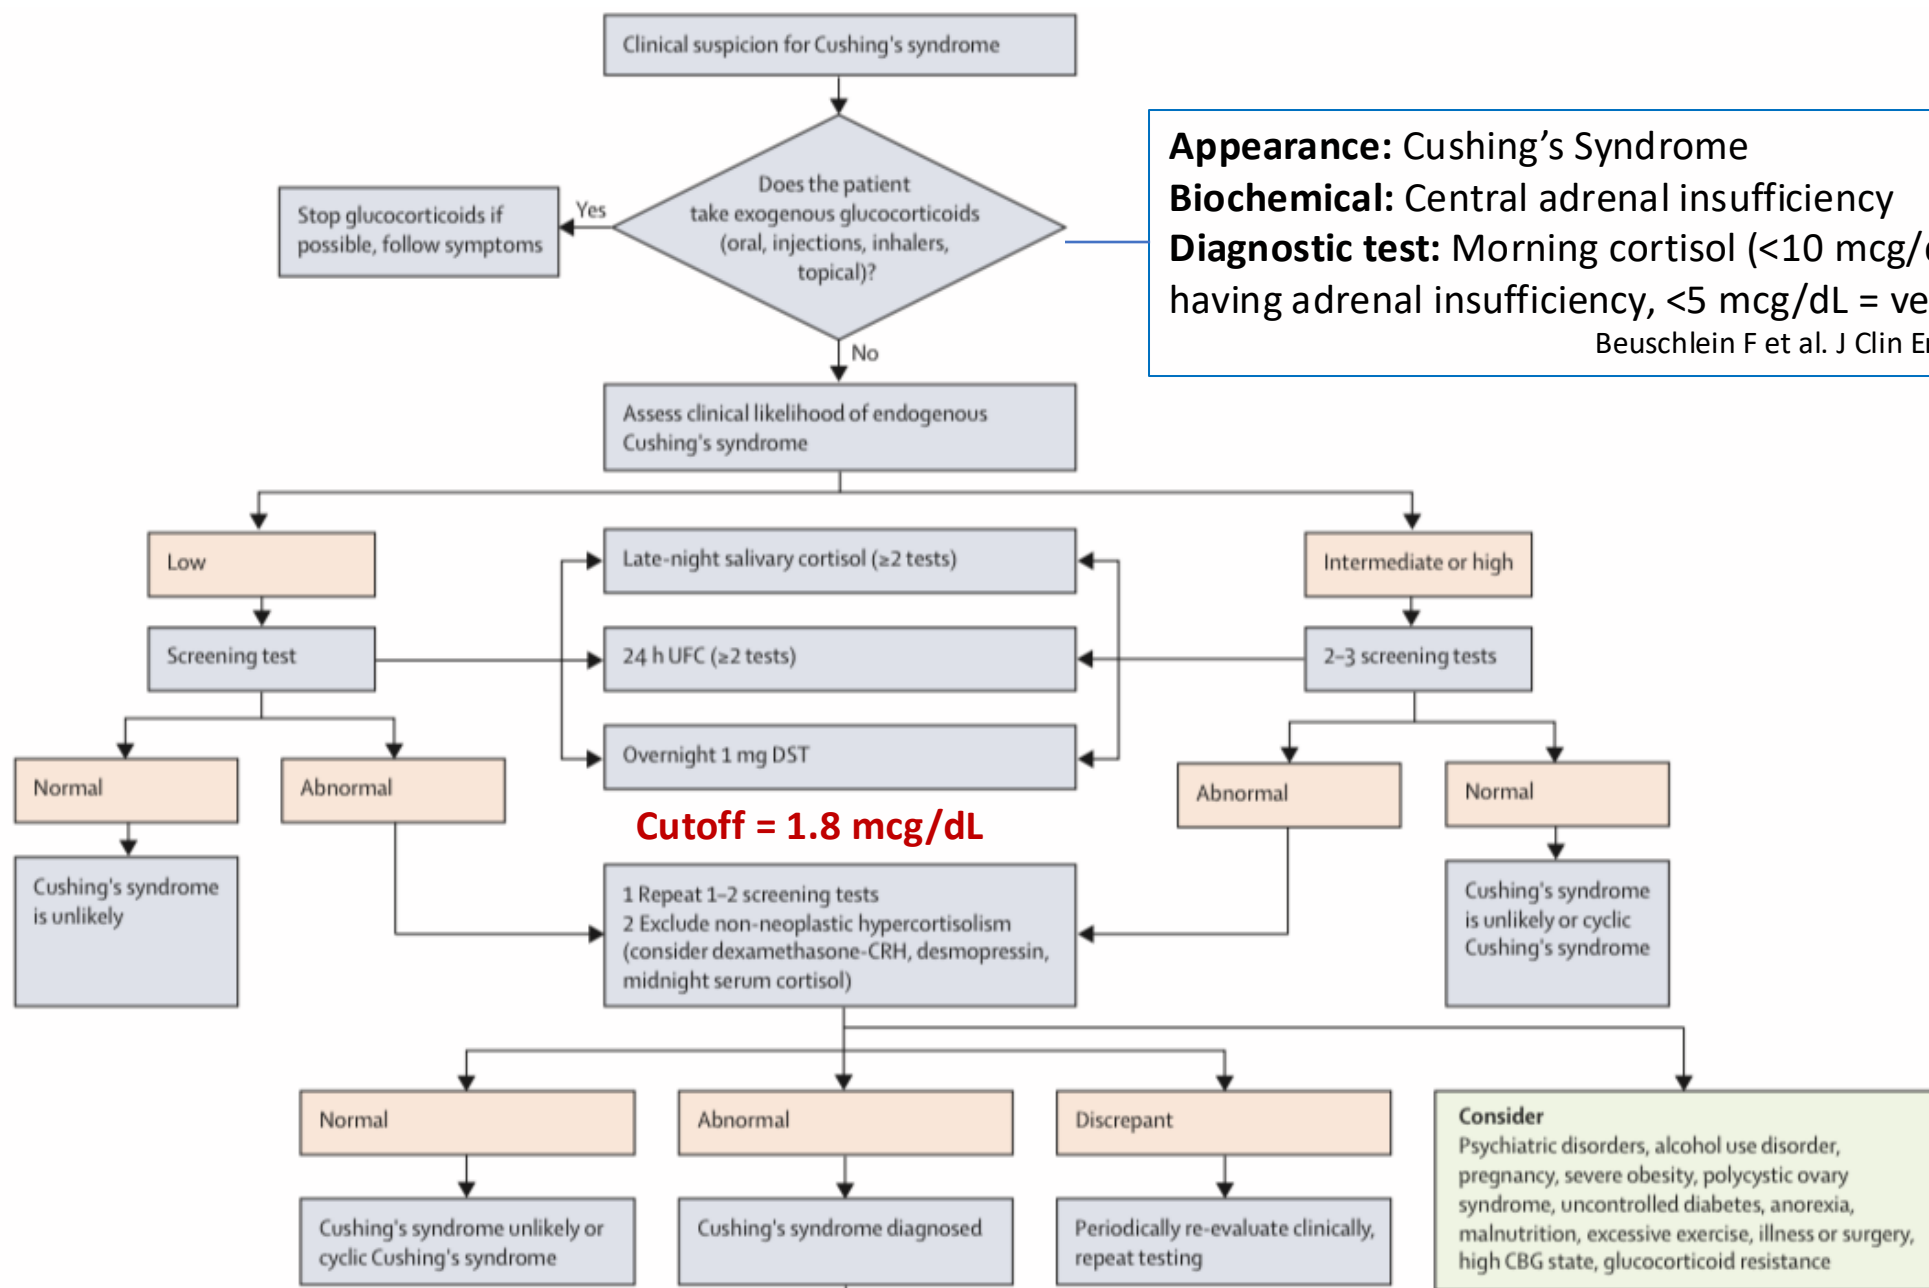 Clinical suspicion for Cushing's syndrome
Does the patient
take exogenous glucocorticoids
(oral, injections, inhalers,
topical)?
Yes
Stop glucocorticoids if
possible, follow symptoms
Appearance: Cushing's Syndrome
Biochemical: Central adrenal insufficiency
Diagnostic test: Morning cortisol (<10 mcg/
having adrenal insufficiency, <5 mcg/dL =
Beuschlein F et al. J Clin
No
Assess clinical likelihood of endogenous
Cushing's syndrome
Low
Late-night salivary cortisol (≥2 tests)
Intermediate or high
Screening test
24 h UFC (≥2 tests)
2–3 screening tests
Overnight 1 mg DST
Normal
Abnormal
Abnormal
Normal
Cutoff = 1.8 mcg/dL
Cushing's syndrome
is unlikely
1 Repeat 1–2 screening tests
2 Exclude non-neoplastic hypercortisolism
(consider dexamethasone-CRH, desmopressin,
midnight serum cortisol)
Cushing's syndrome
is unlikely or cyclic
Cushing's syndrome
Normal
Abnormal
Discrepant
Cushing's syndrome unlikely or
cyclic Cushing's syndrome
Cushing's syndrome diagnosed
Periodically re-evaluate clinically,
repeat testing
Consider
Psychiatric disorders, alcohol use disorder,
pregnancy, severe obesity, polycystic ovary
syndrome, uncontrolled diabetes, anorexia,
malnutrition, excessive exercise, illness or surgery,
high CBG state, glucocorticoid resistance